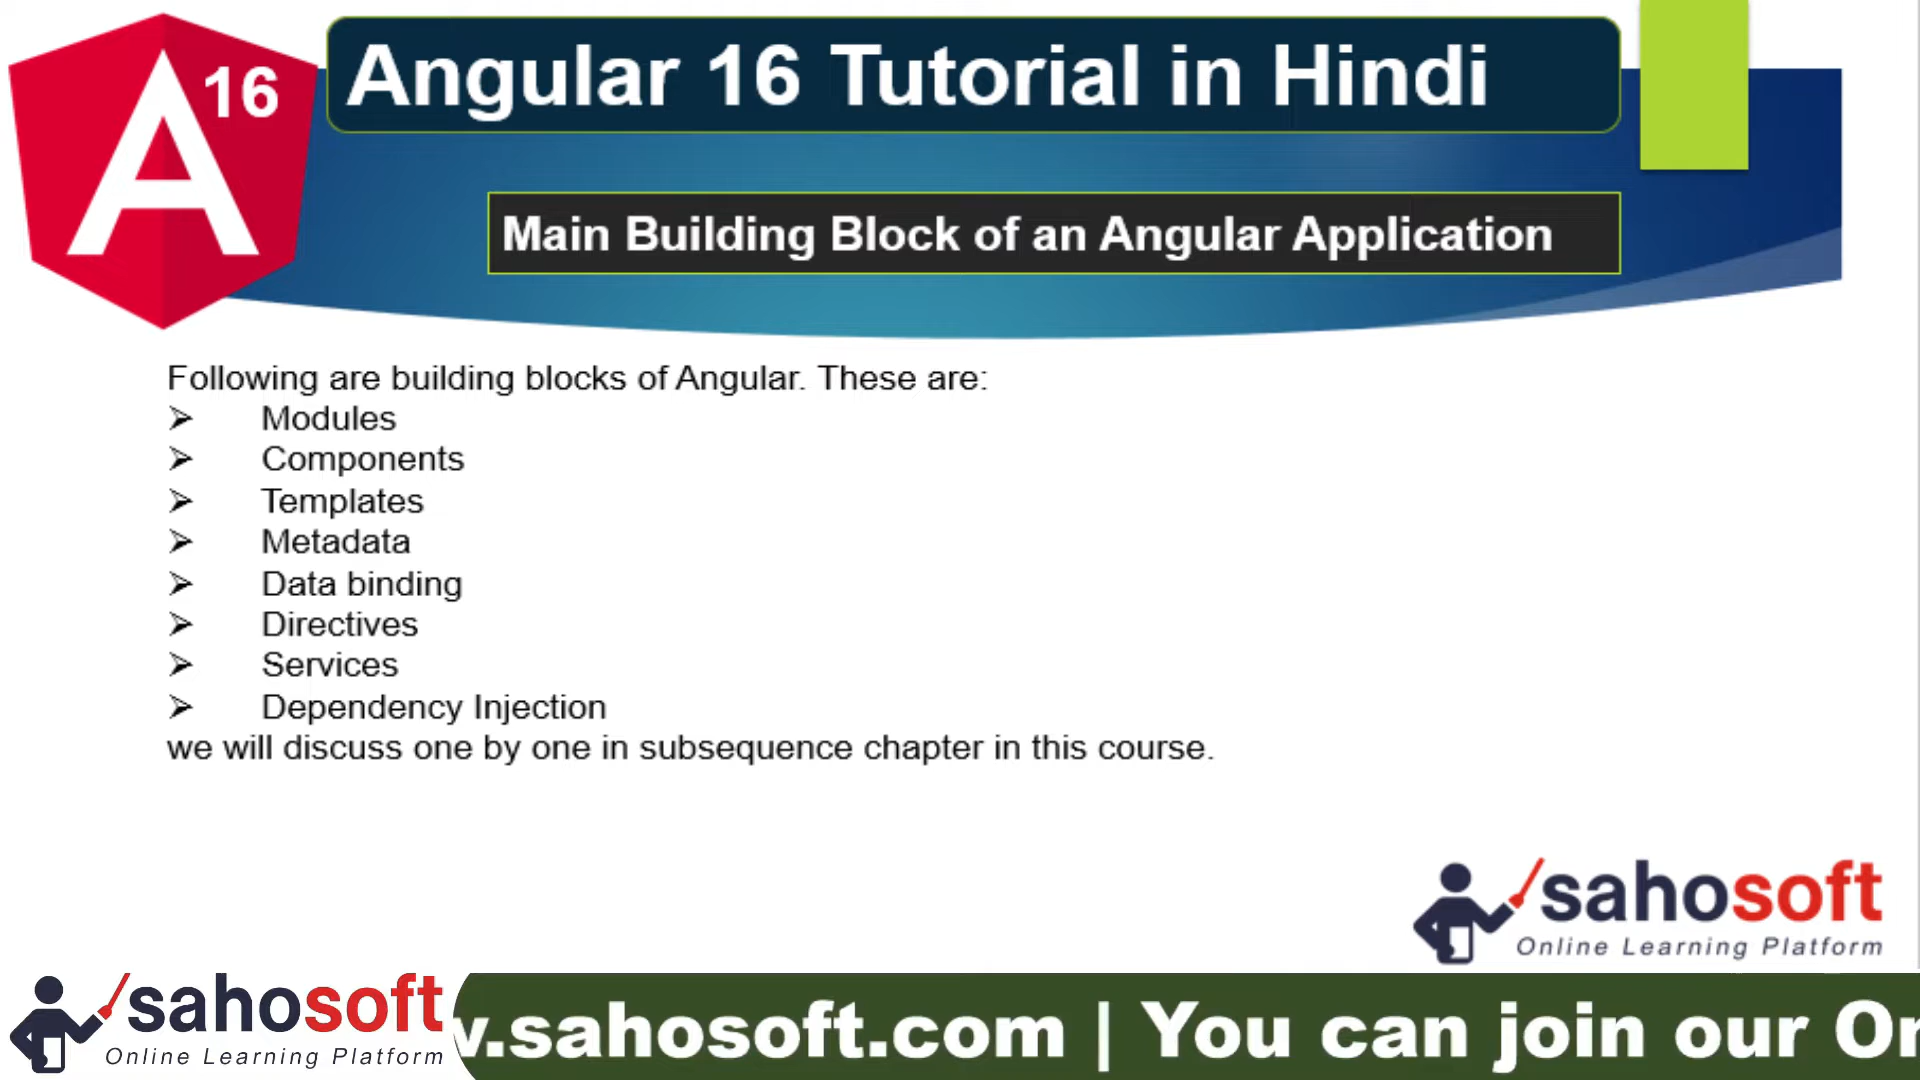 16
Angular 16 Tutorial in Hindi
Main Building Block of an Angular Application
Following are building blocks of Angular. These are:
➢ Modules
➢ Components
➢ Templates
➢ Metadata
➢ Data binding
➢ Directives
➢ Services
➢ Dependency Injection
we will discuss one by one in subsequence chapter in this course.
sahosoft
Online Learning Platform
sahosoft
Online Learning Platform
.sahosoft.com | You can join our